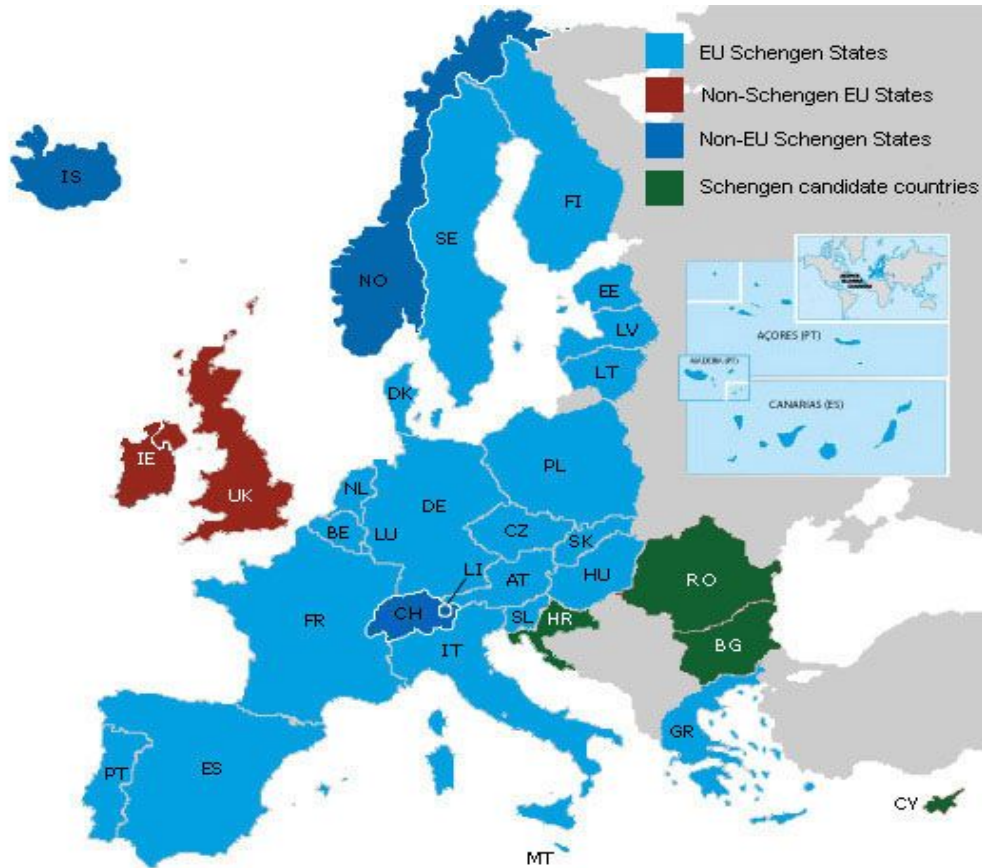 EU Schengen States
Non-Schengen EU States
Non-EU Schengen States
Schengen candidate countries
IS
FI
SE
NO
EE
LV
LT
AÇORES (PT)
MADEIRA (PT)
CANARIAS (ES)
DK
IE
UK
NL
DE
PL
BE
LU
CZ
SK
LI
AT
HU
RO
FR
CH
SL
HR
IT
BG
PT
ES
GR
CY
MT